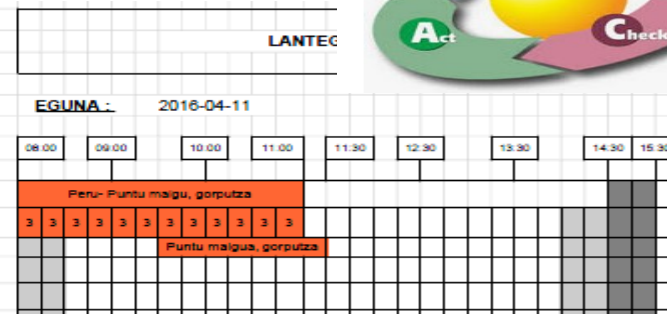 LANTEG
Act
Check
EGUNA : 2016-04-11
08:00 09:00 10:00 11:00 11:30 12:30 13:30 14:30 15:30
Peru- Puntu maigu, gorputza
3 3 3 3 3 3 3 3 3 3 3 3
Puntu maigua, gorputza